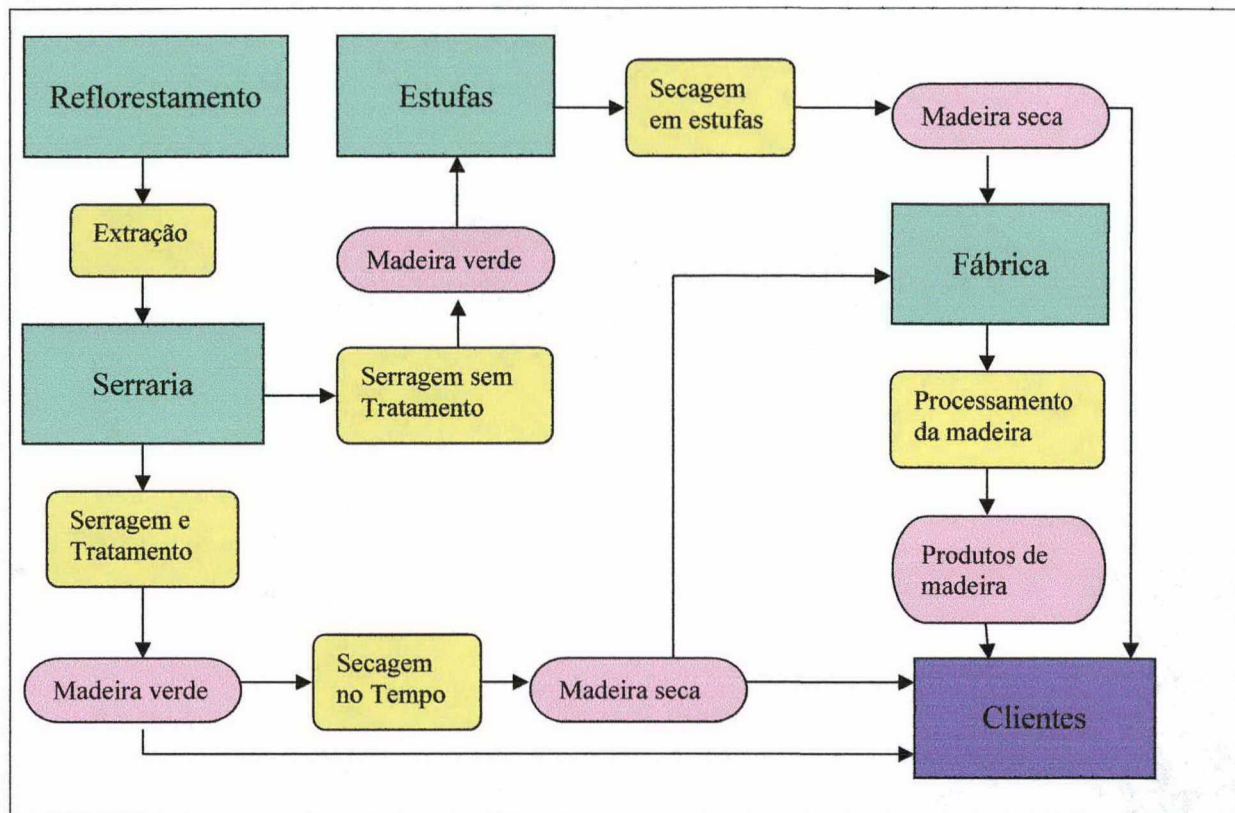 Reflorestamento
Estufas
Secagem
em estufas
Madeira seca
Extração
Madeira verde
Fábrica
Serraria
Serragem sem
Tratamento
Processamento
da madeira
Serragem e
Tratamento
Produtos de
madeira
Madeira verde
Secagem
no Tempo
Madeira seca
Clientes